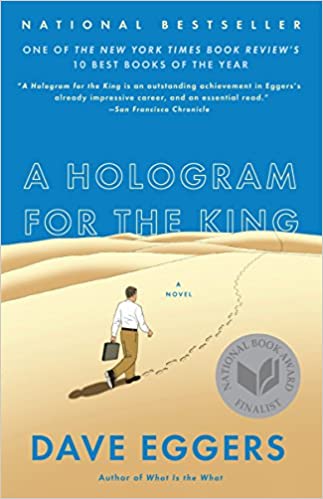 NATIONAL BESTSELLER
ONE OF THE NEW YORK TIMES BOOK REVIEW'S
10 BEST BOOKS OF THE YEAR
"A Hologram for the King is an outstanding achievement in Eggers's
already impressive career, and an essential read."
—San Francisco Chronicle
A HOLOGRAM
FOR THE KING
A
NOVEL
NATIONAL BOOK AWARD
FINALIST
DAVE EGGERS
Author of What Is the What